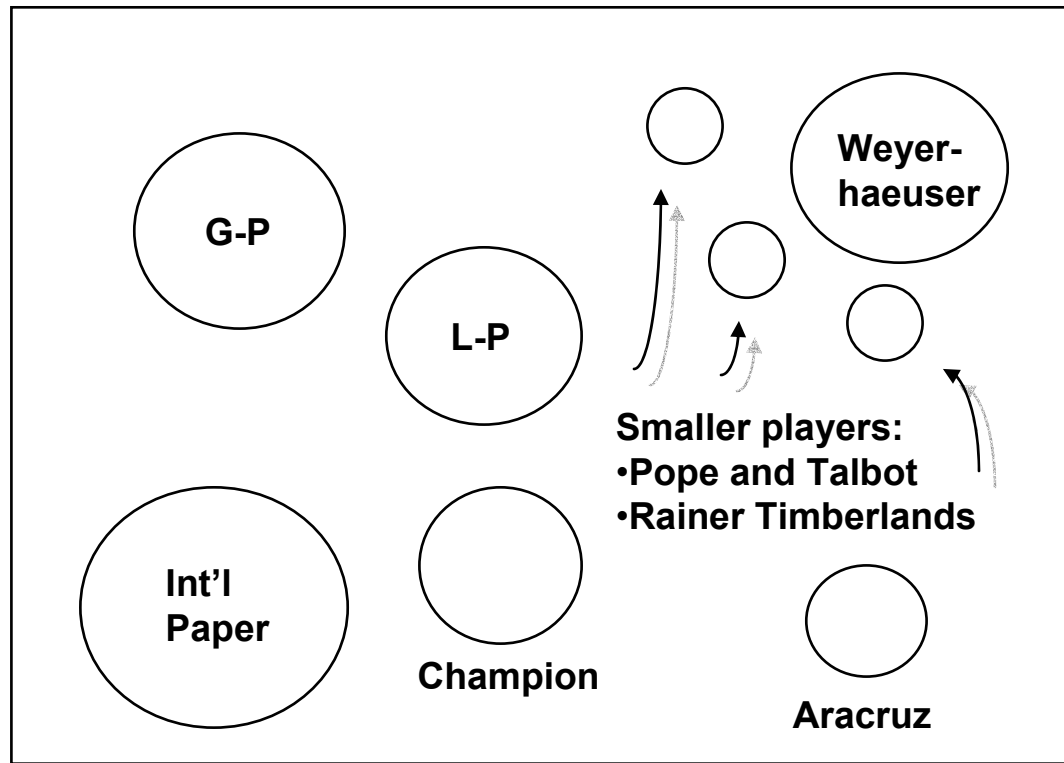 Weyer-
haeuser
G-P
L-P
Smaller players:
•Pope and Talbot
•Rainer Timberlands
Int'l
Paper
Champion
Aracruz